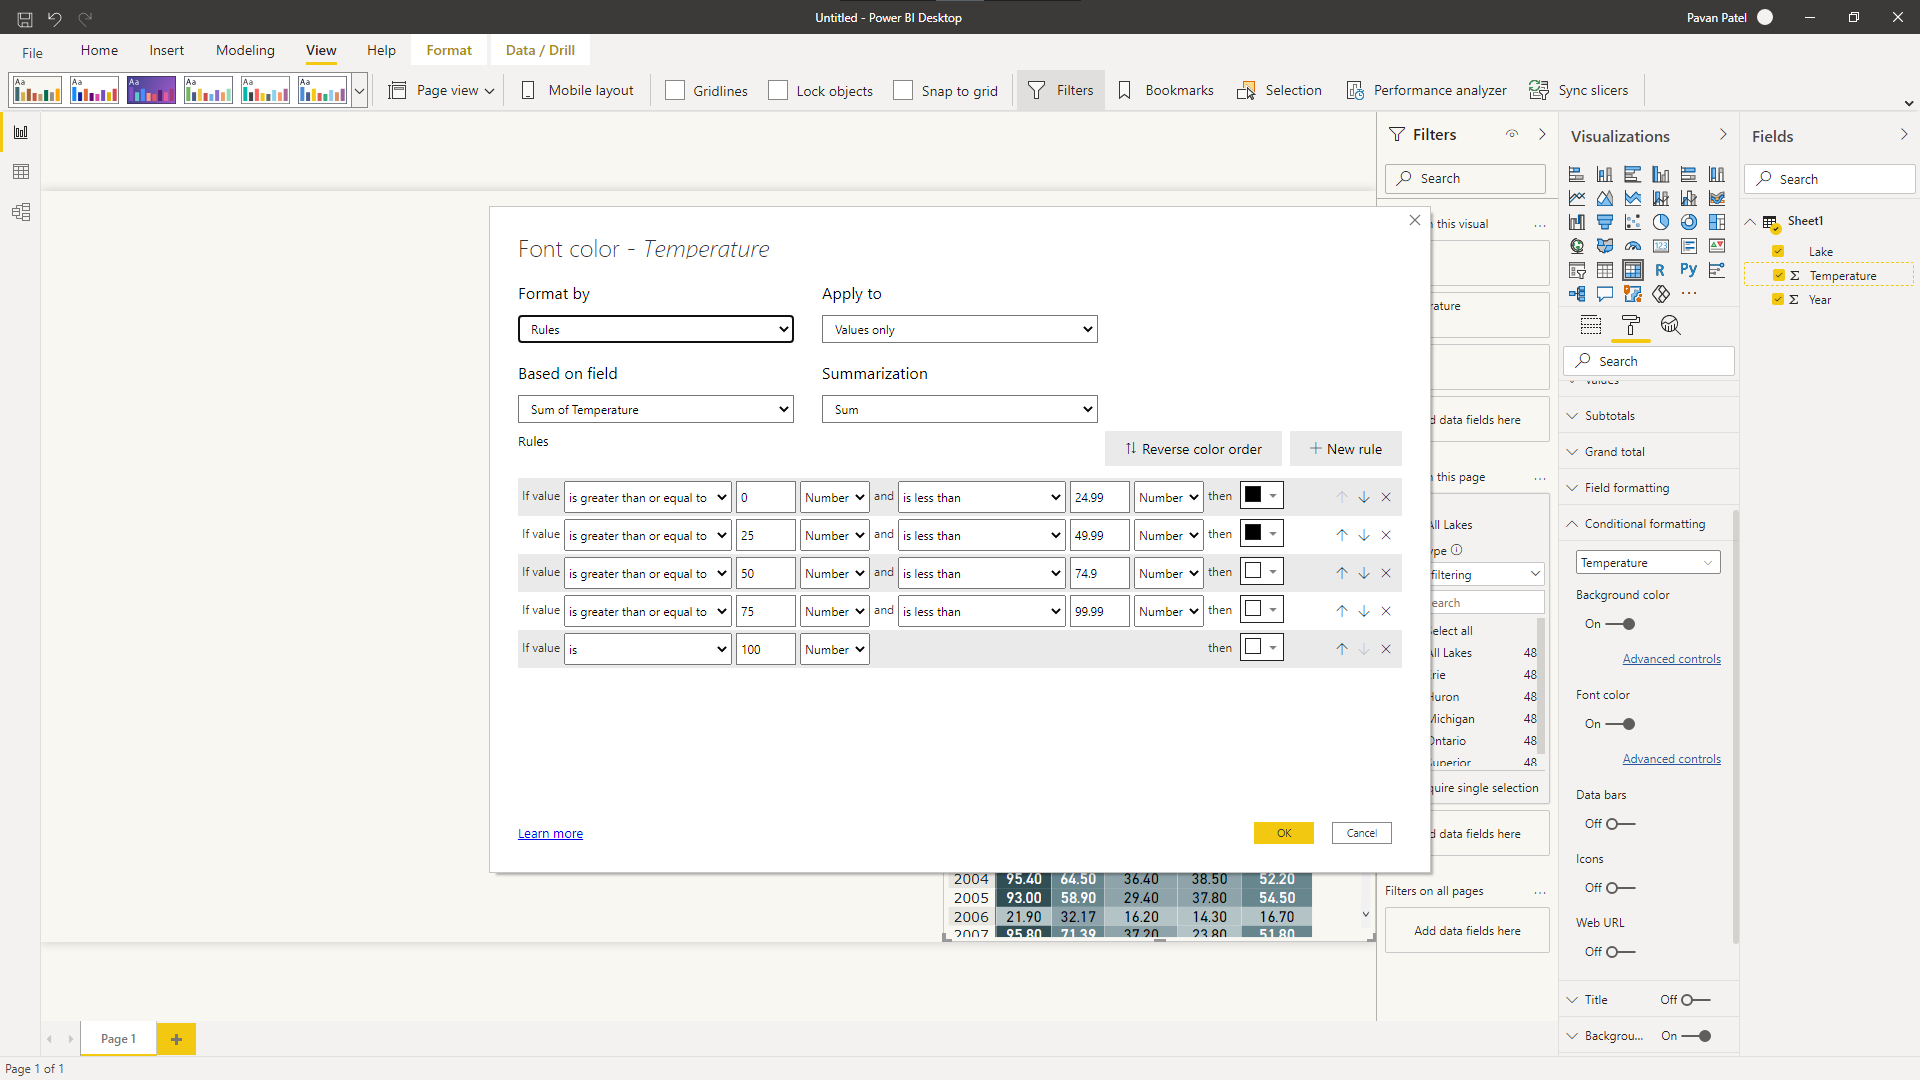 Untitled - Power BI Desktop
Pavan Patel
File
Home
Insert
Modeling
View
Help
Format
Data / Drill
Aa
Aa
Aa
Aa
Aa
Aa
Page view
Mobile layout
Gridlines
Lock objects
Snap to grid
Filters
Bookmarks
Selection
Performance analyzer
Sync slicers
Font color - Temperature
Format by
Apply to
Rules
Values only
Based on field
Summarization
Sum of Temperature
Sum
Rules
Reverse color order
New rule
If value is greater than or equal to 0 Number and is less than 24.99 Number then
If value is greater than or equal to 25 Number and is less than 49.99 Number then
If value is greater than or equal to 50 Number and is less than 74.9 Number then
If value is greater than or equal to 75 Number and is less than 99.99 Number then
If value is 100 Number then
Learn more
OK
Cancel
2004 95.40 64.50 36.40 38.50 52.20
2005 93.00 58.90 29.40 37.80 54.50
2006 21.90 32.17 16.20 14.30 16.70
2007 95.80 71.39 37.20 23.80 51.80
Filters
Search
this visual
...
data fields here
this page
...
Lakes
filtering
all
Lakes 48
48
48
48
48
48
single selection
data fields here
Filters on all pages
...
Add data fields here
Visualizations
123
R
Py
...
Search
Values
Subtotals
Grand total
Field formatting
Conditional formatting
Temperature
Background color
On
Advanced controls
Font color
On
Advanced controls
Data bars
Off
Icons
Off
Web URL
Off
Title
Off
Backgrou...
On
Fields
Search
Sheet1
Lake
Σ Temperature
Σ Year
Page 1
Page 1 of 1